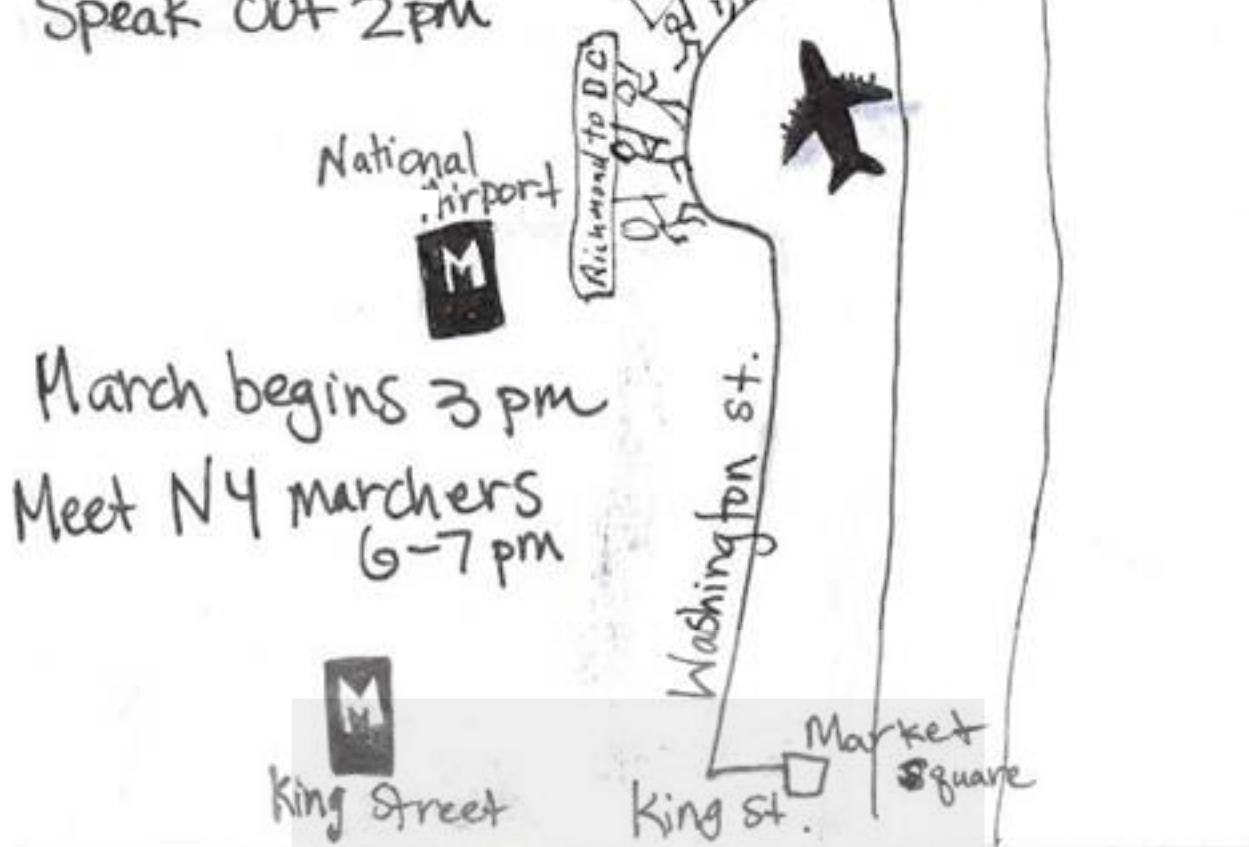 Speak Out 2pm
Richmond to DC
National
Airport
M
March begins 3 pm
Meet NY marchers
6-7 pm
Washington St.
M
Market
Square
King Street
King St.